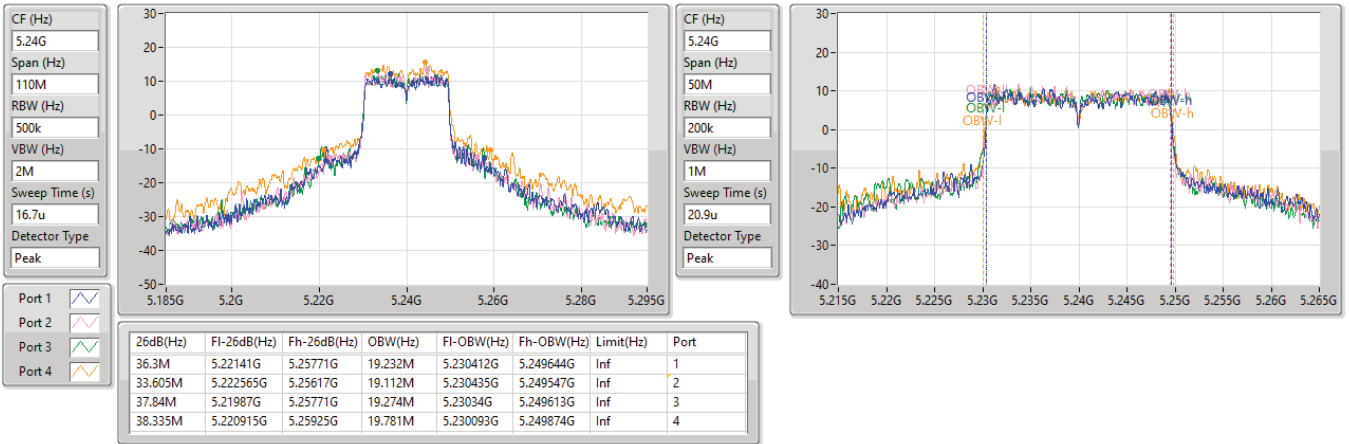 CF (Hz)
5.24G
Span (Hz)
110M
RBW (Hz)
500k
VBW (Hz)
2M
Sweep Time (s)
16.7u
Detector Type
Peak
30
20
10
0
-10
-20
-30
-40
-50
5.185G 5.2G 5.22G 5.24G 5.26G 5.28G 5.295G
CF (Hz)
5.24G
Span (Hz)
50M
RBW (Hz)
200k
VBW (Hz)
1M
Sweep Time (s)
20.9u
Detector Type
Peak
30
20
10
0
-10
-20
-30
-40
OBW-l OBW-h
OBW-l OBW-h
5.215G 5.22G 5.225G 5.23G 5.235G 5.24G 5.245G 5.25G 5.255G 5.26G 5.265G
Port 1
Port 2
Port 3
Port 4
26dB(Hz) Fl-26dB(Hz) Fh-26dB(Hz) OBW(Hz) Fl-OBW(Hz) Fh-OBW(Hz) Limit(Hz) Port
36.3M 5.22141G 5.25771G 19.232M 5.230412G 5.249644G Inf 1
33.605M 5.222565G 5.25617G 19.112M 5.230435G 5.249547G Inf 2
37.84M 5.21987G 5.25771G 19.274M 5.23034G 5.249613G Inf 3
38.335M 5.220915G 5.25925G 19.781M 5.230093G 5.249874G Inf 4